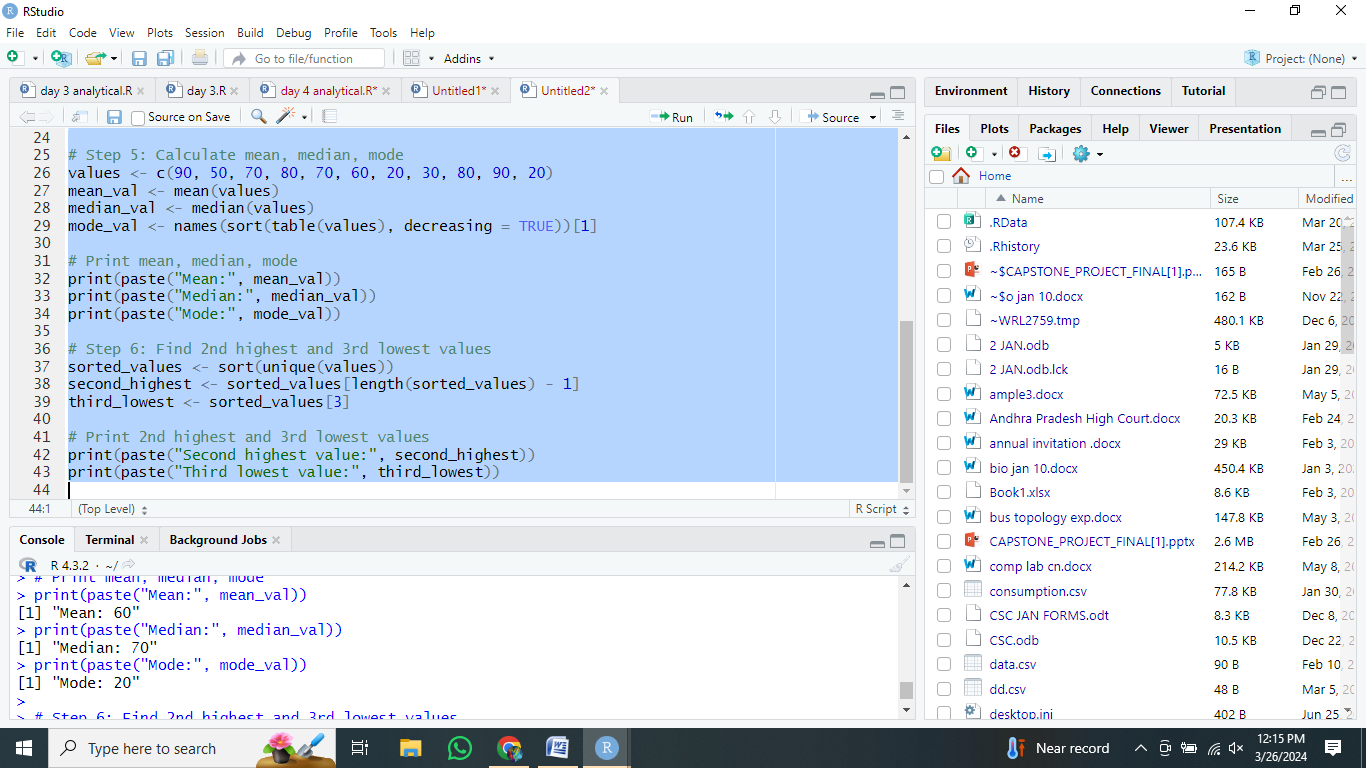 RStudio
File Edit Code View Plots Session Build Debug Profile Tools Help
Go to file/function Addins Project: (None)
day 3 analytical.R day 3.R day 4 analytical.R* Untitled1* Untitled2*
Source on Save Run Source
24
25 # Step 5: Calculate mean, median, mode
26 values <- c(90, 50, 70, 80, 70, 60, 20, 30, 80, 90, 20)
27 mean_val <- mean(values)
28 median_val <- median(values)
29 mode_val <- names(sort(table(values), decreasing = TRUE))[1]
30
31 # Print mean, median, mode
32 print(paste("Mean:", mean_val))
33 print(paste("Median:", median_val))
34 print(paste("Mode:", mode_val))
35
36 # Step 6: Find 2nd highest and 3rd lowest values
37 sorted_values <- sort(unique(values))
38 second_highest <- sorted_values[length(sorted_values) - 1]
39 third_lowest <- sorted_values[3]
40
41 # Print 2nd highest and 3rd lowest values
42 print(paste("Second highest value:", second_highest))
43 print(paste("Third lowest value:", third_lowest))
44
44:1 (Top Level) R Script
Console Terminal Background Jobs
R 4.3.2 · ~/
> # Print mean, median, mode
> print(paste("Mean:", mean_val))
[1] "Mean: 60"
> print(paste("Median:", median_val))
[1] "Median: 70"
> print(paste("Mode:", mode_val))
[1] "Mode: 20"
>
> # Step 6: Find 2nd highest and 3rd lowest values
Environment History Connections Tutorial
Files Plots Packages Help Viewer Presentation
Home ...
Name Size Modified
.RData 107.4 KB Mar 20,
.Rhistory 23.6 KB Mar 25,
~$CAPSTONE_PROJECT_FINAL[1].p... 165 B Feb 26,
~$o jan 10.docx 162 B Nov 22,
~WRL2759.tmp 480.1 KB Dec 6,
2 JAN.odb 5 KB Jan 29,
2 JAN.odb.lck 16 B Jan 29,
ample3.docx 72.5 KB May 5,
Andhra Pradesh High Court.docx 20.3 KB Feb 24,
annual invitation .docx 29 KB Feb 3,
bio jan 10.docx 450.4 KB Jan 3,
Book1.xlsx 8.6 KB Feb 3,
bus topology exp.docx 147.8 KB May 3,
CAPSTONE_PROJECT_FINAL[1].pptx 2.6 MB Feb 26,
comp lab cn.docx 214.2 KB May 8,
consumption.csv 77.8 KB Jan 30,
CSC JAN FORMS.odt 8.3 KB Dec 8,
CSC.odb 10.5 KB Dec 22,
data.csv 90 B Feb 10,
dd.csv 48 B Mar 5,
desktop.ini 402 B Jun 25,
Type here to search
Near record
12:15 PM
3/26/2024